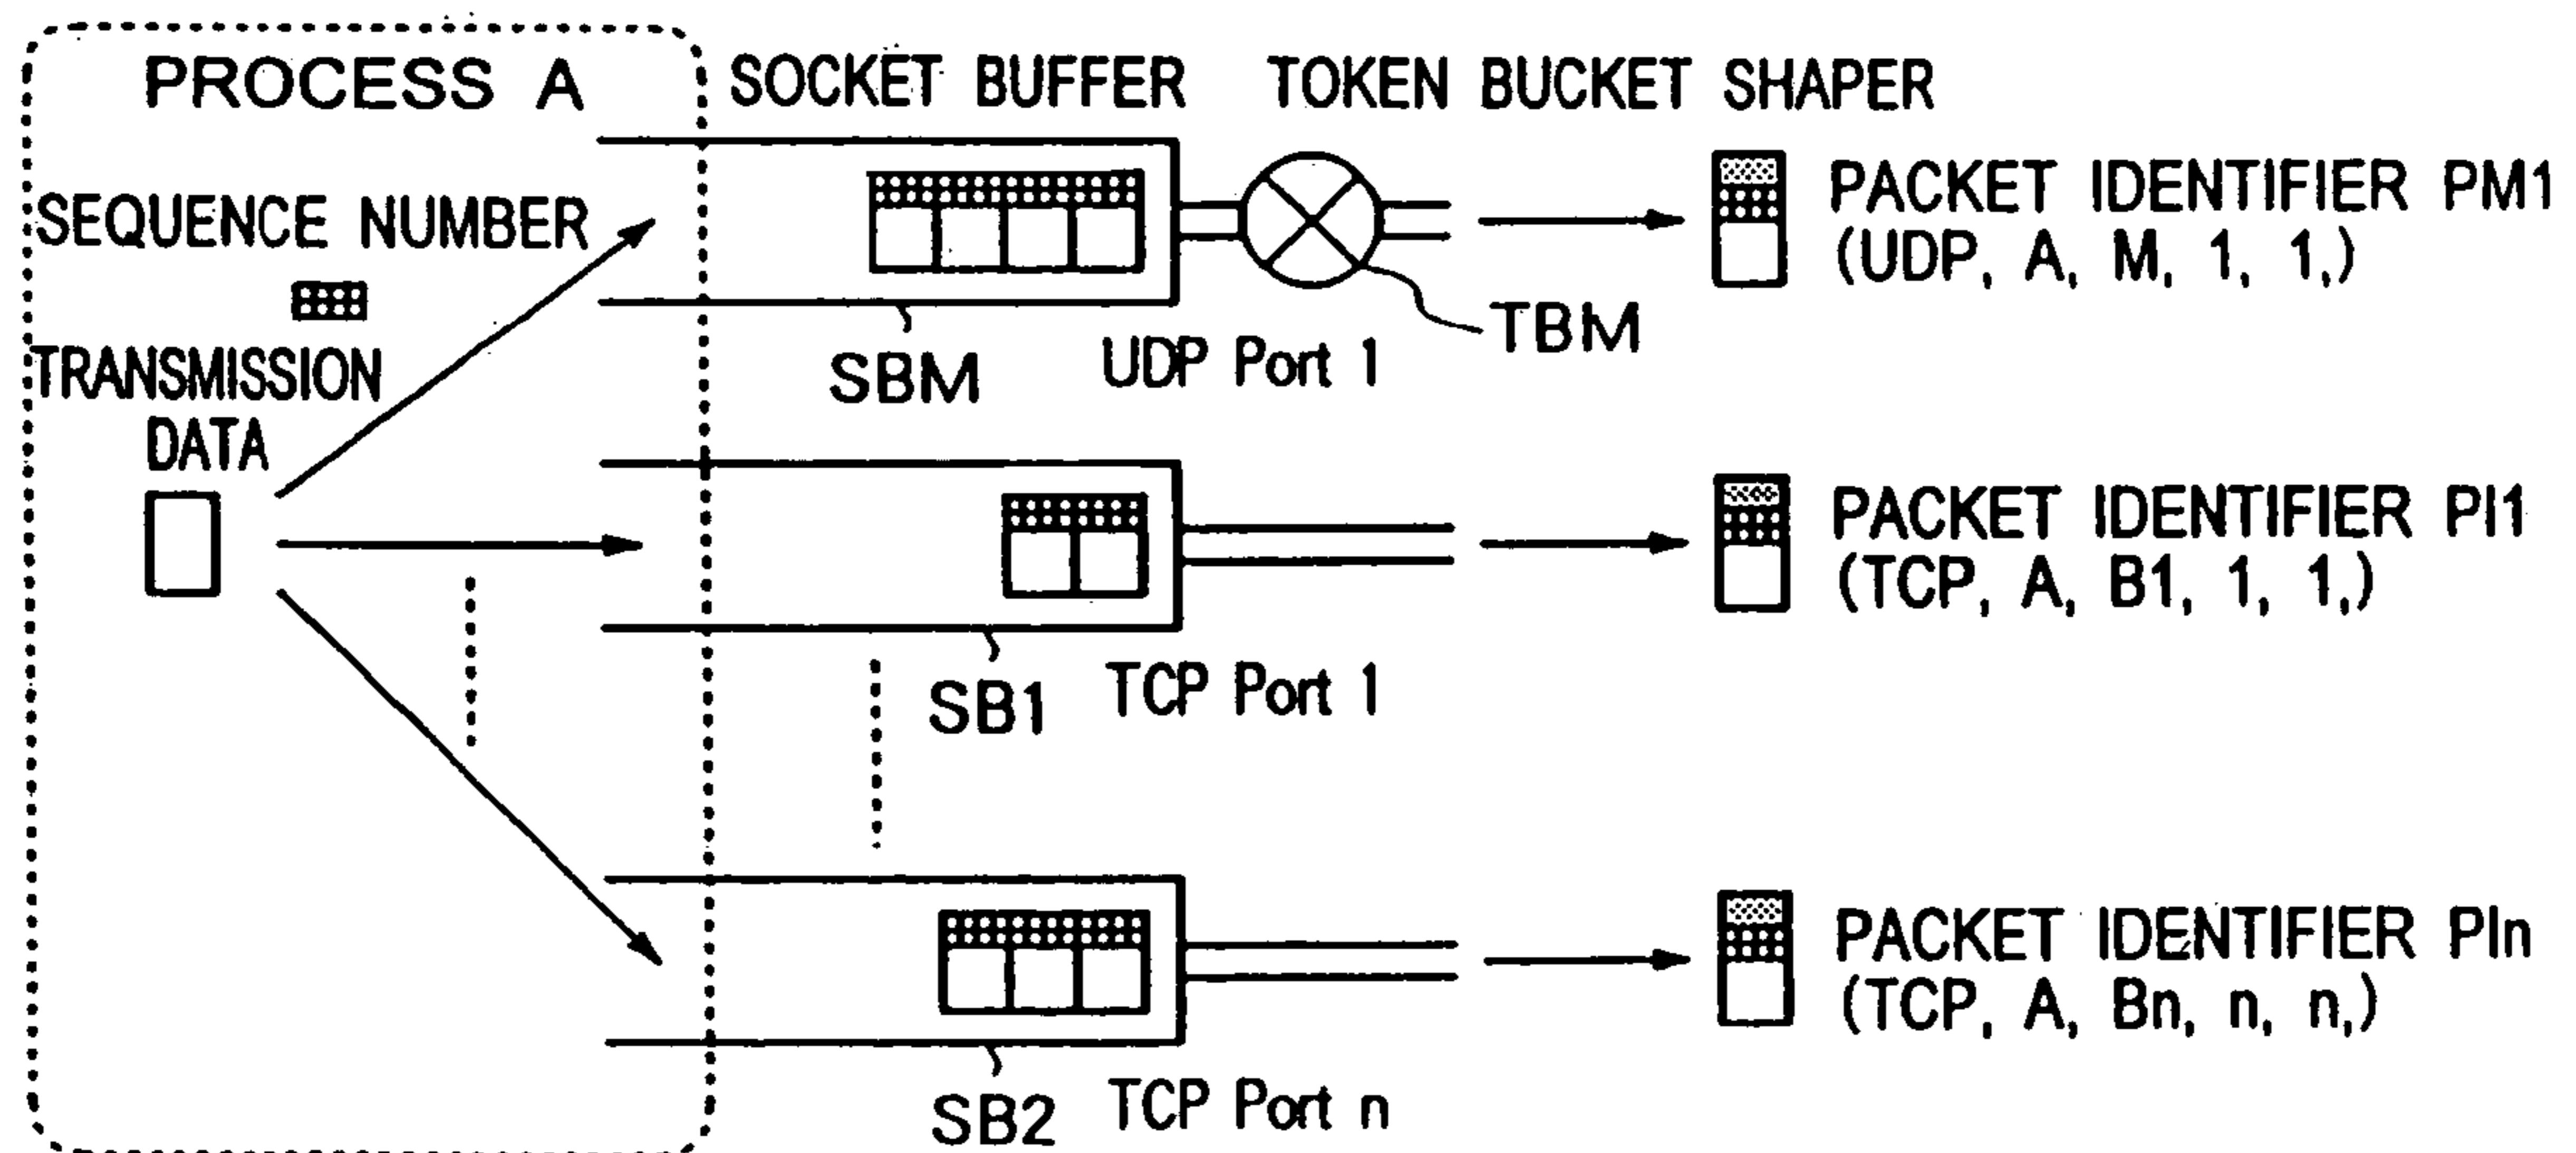 PROCESS A
SOCKET BUFFER
TOKEN BUCKET SHAPER
SEQUENCE NUMBER
TRANSMISSION
DATA
SBM
UDP Port 1
TBM
PACKET IDENTIFIER PM1
(UDP, A, M, 1, 1,)
SB1
TCP Port 1
PACKET IDENTIFIER PI1
(TCP, A, B1, 1, 1,)
SB2
TCP Port n
PACKET IDENTIFIER PIn
(TCP, A, Bn, n, n,)